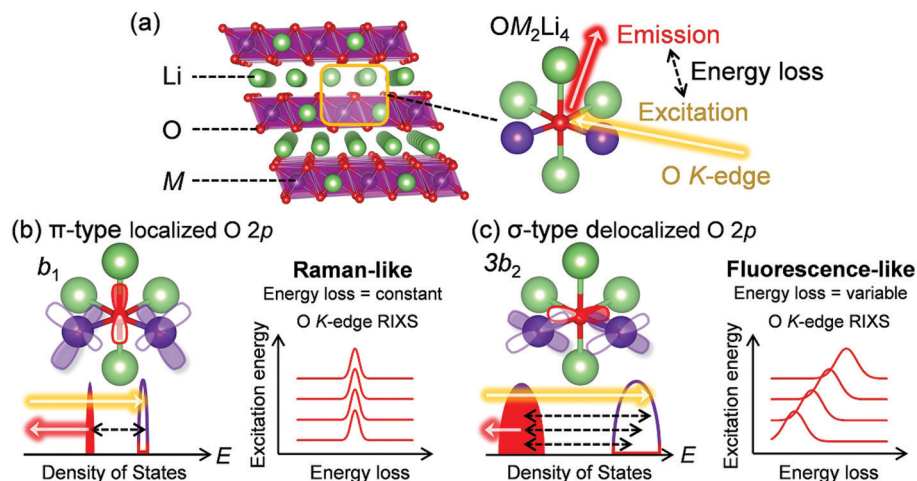 (a)
Li
O
M
OM₂Li₄
Emission
Energy loss
Excitation
O K-edge
(b) π-type localized O 2p
b₁
Raman-like
Energy loss = constant
O K-edge RIXS
Excitation energy
Energy loss
E
Density of States
(c) σ-type delocalized O 2p
3b₂
Fluorescence-like
Energy loss = variable
O K-edge RIXS
Excitation energy
Energy loss
E
Density of States